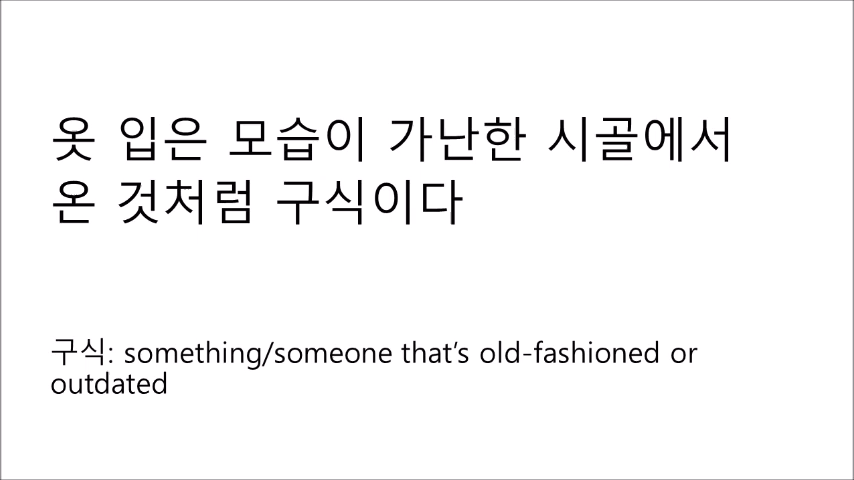 옷 입은 모습이 가난한 시골에서
온 것처럼 구식이다
구식: something/someone that’s old-fashioned or
outdated